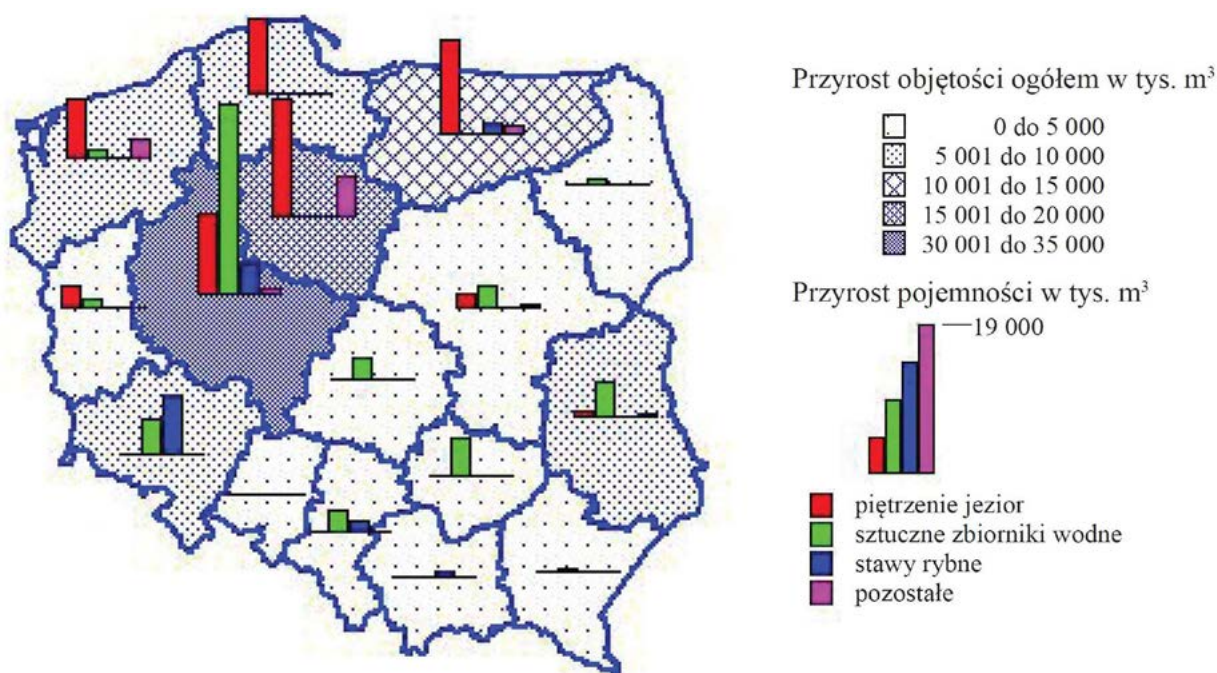 Przyrost objętości ogółem w tys. m³
0 do 5 000
5 001 do 10 000
10 001 do 15 000
15 001 do 20 000
30 001 do 35 000
Przyrost pojemności w tys. m³
19 000
piętrzenie jezior
sztuczne zbiorniki wodne
stawy rybne
pozostałe